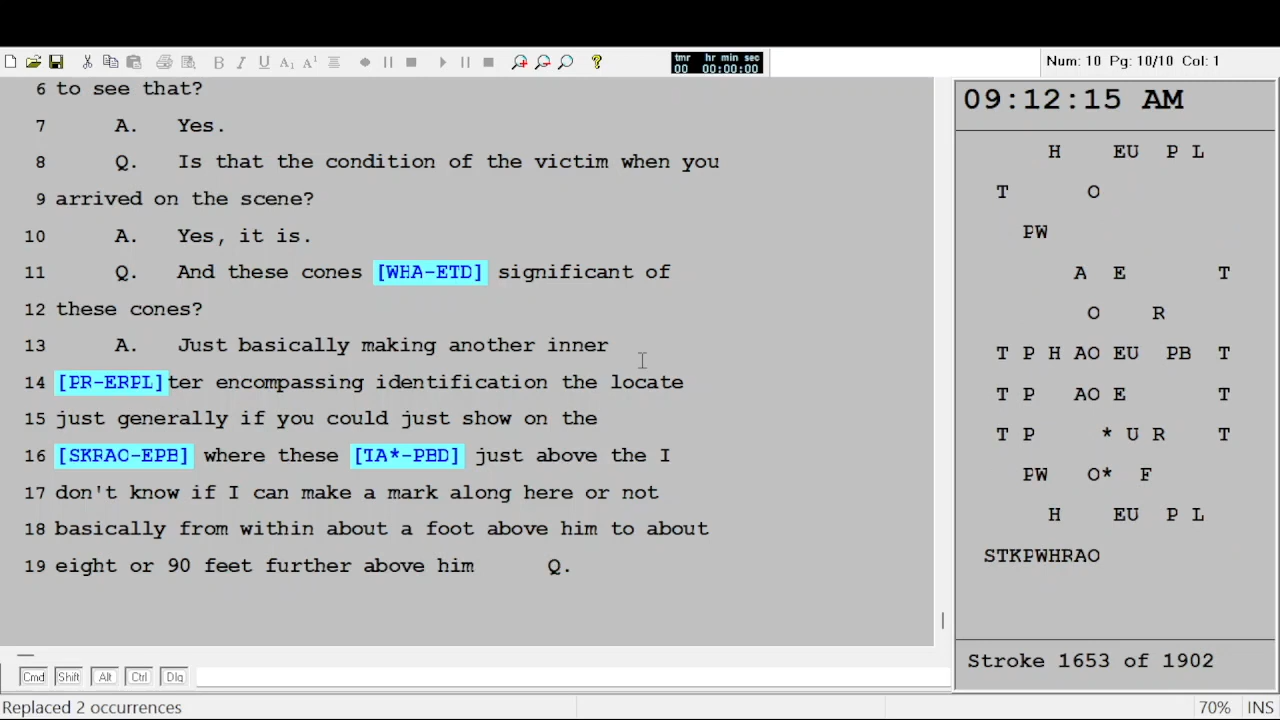 tmr hr min sec
00 00:00:00
Num: 10 Pg: 10/10 Col: 1
6 to see that?
7 A. Yes.
8 Q. Is that the condition of the victim when you
9 arrived on the scene?
10 A. Yes, it is.
11 Q. And these cones [WHA-ETD] significant of
12 these cones?
13 A. Just basically making another inner
14 [PR-ERPL]ter encompassing identification the locate
15 just generally if you could just show on the
16 [SKRAO-EPB] where these [TA*-PBD] just above the I
17 don't know if I can make a mark along here or not
18 basically from within about a foot above him to about
19 eight or 90 feet further above him Q.
09:12:15 AM
H EU P L
T O
PW
A E T
O R
T P H AO EU PB T
T P AO E T
T P * U R T
PW O* F
H EU P L
STKPWHRAO
Stroke 1653 of 1902
Cmd Shift Alt Ctrl Dlg
Replaced 2 occurrences
70% INS